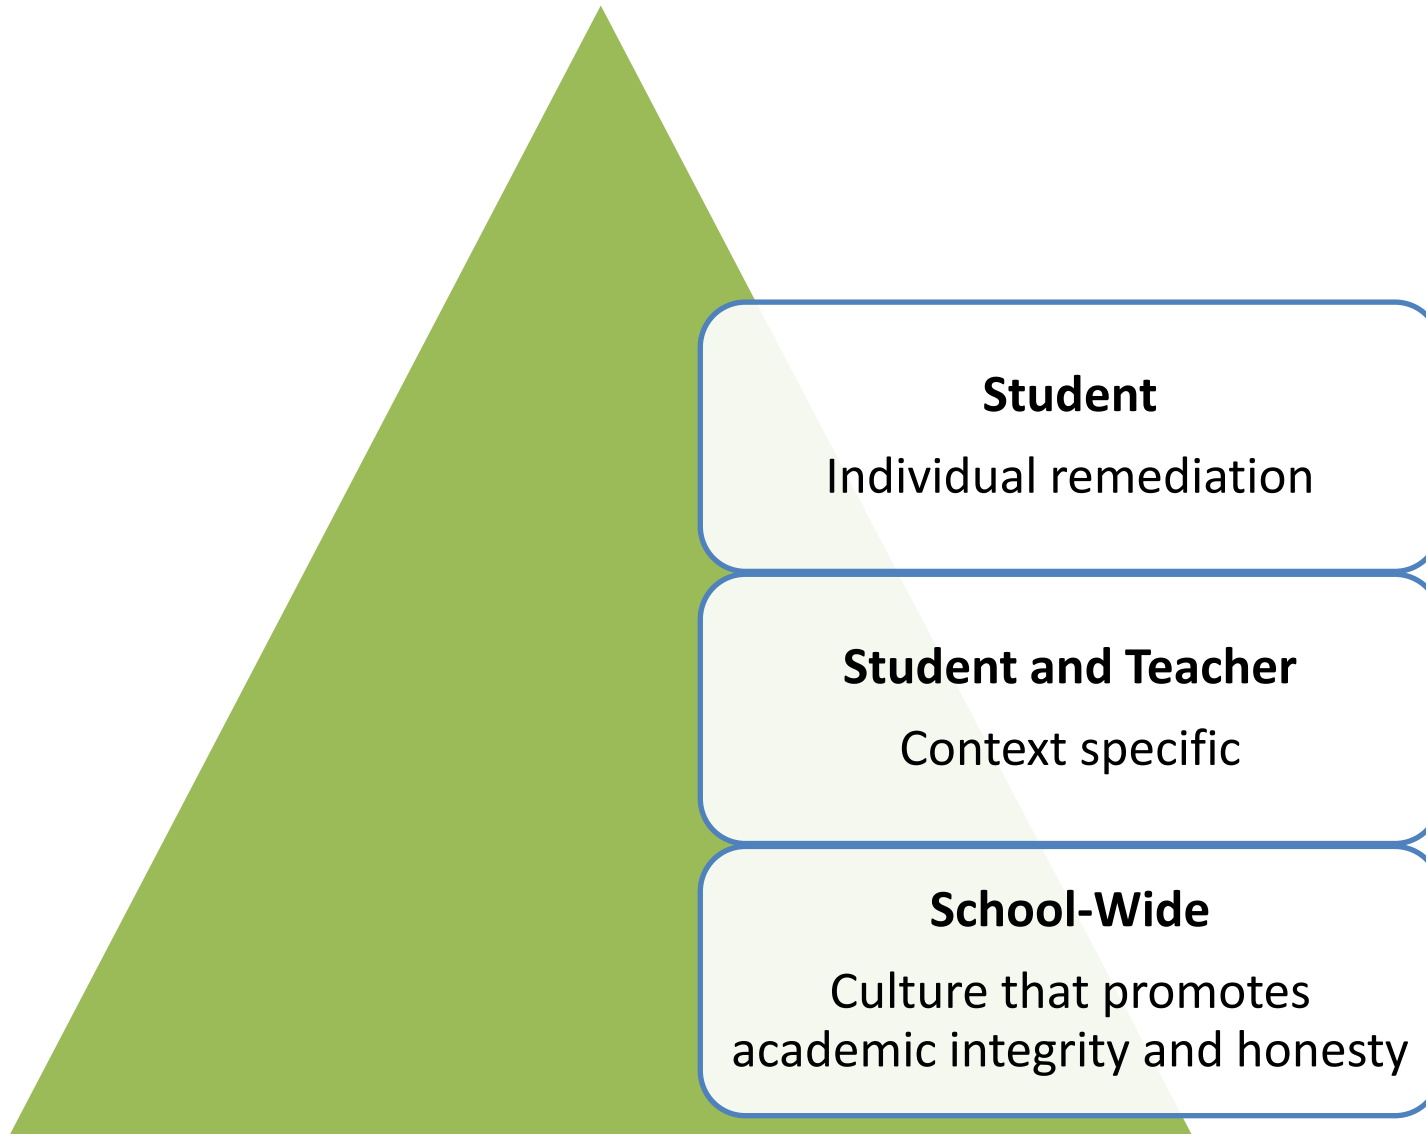 Student
Individual remediation
Student and Teacher
Context specific
School-Wide
Culture that promotes
academic integrity and honesty